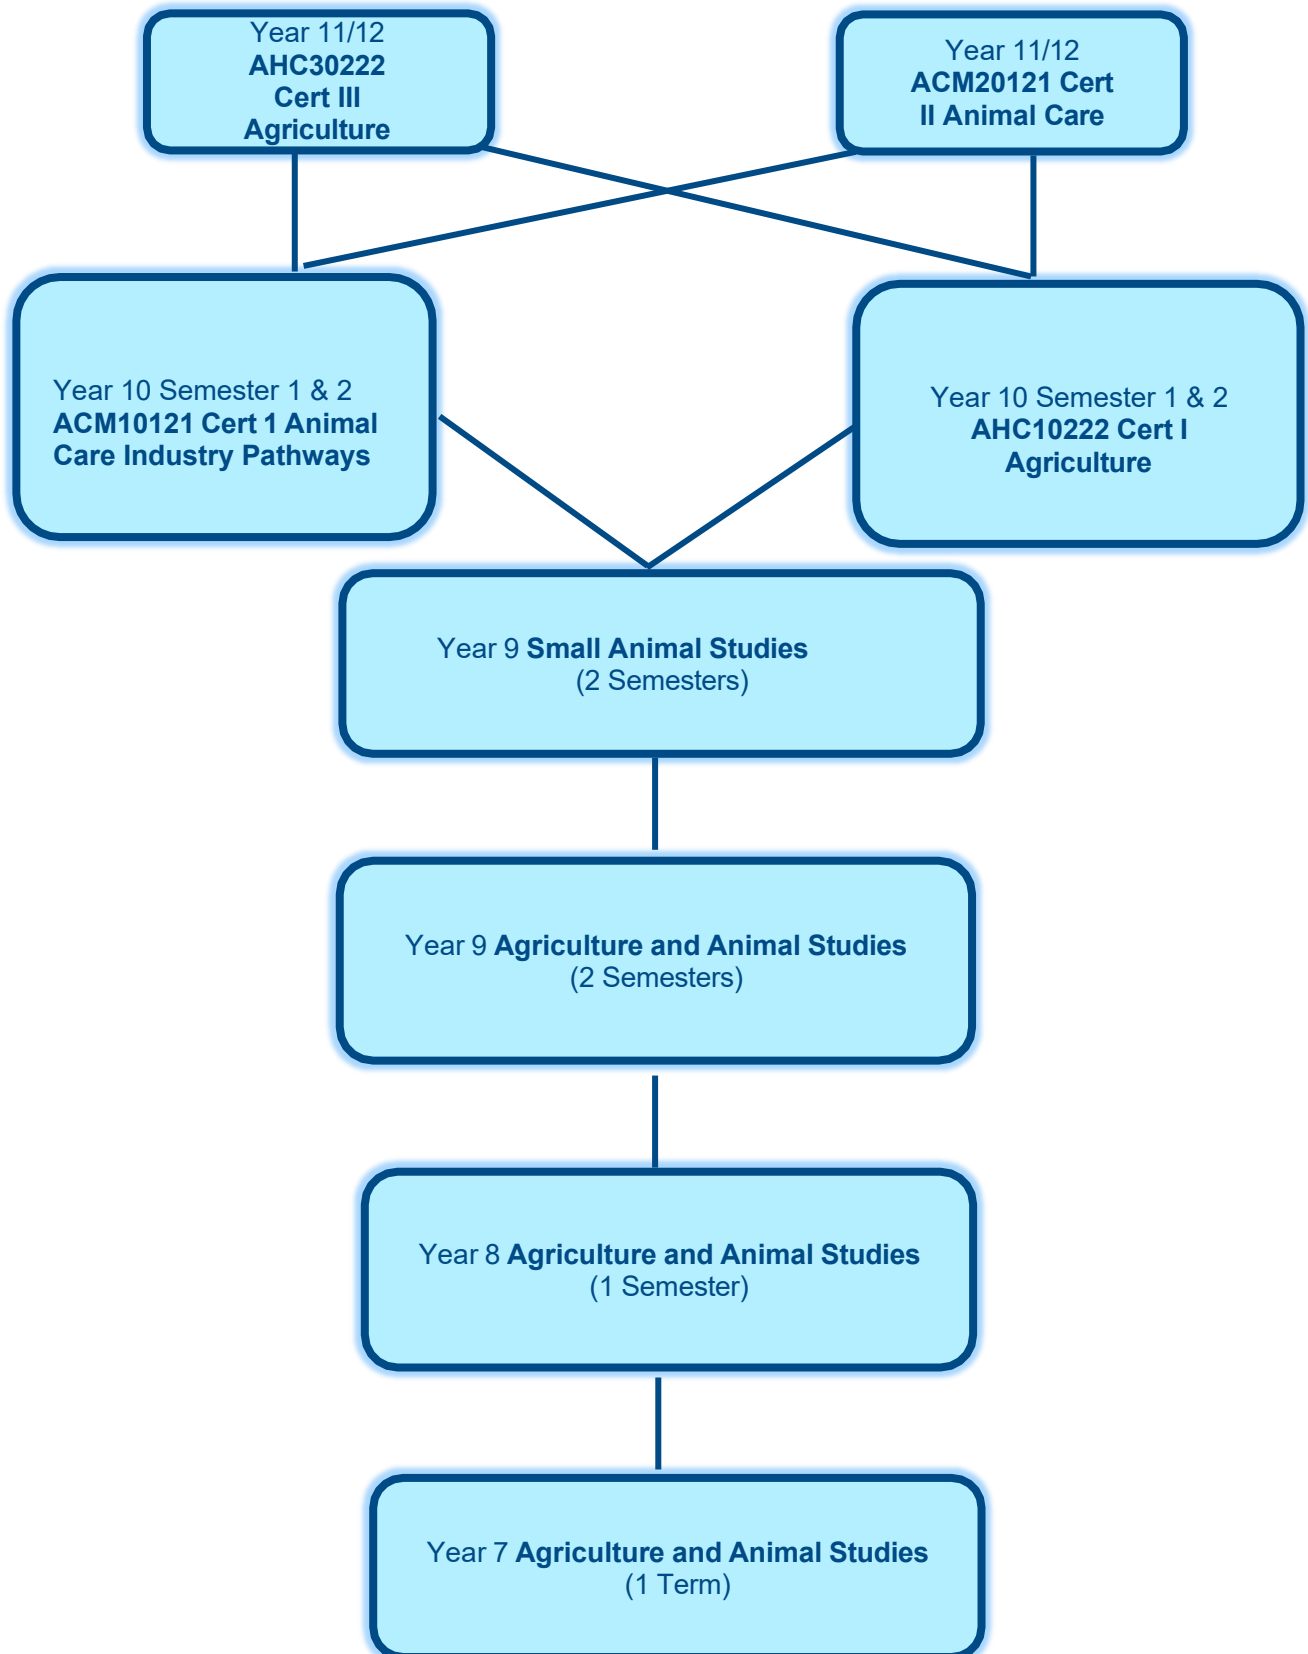 Year 11/12
AHC30222
Cert III
Agriculture
Year 11/12
ACM20121 Cert
II Animal Care
Year 10 Semester 1 & 2
ACM10121 Cert 1 Animal
Care Industry Pathways
Year 10 Semester 1 & 2
AHC10222 Cert I
Agriculture
Year 9 Small Animal Studies
(2 Semesters)
Year 9 Agriculture and Animal Studies
(2 Semesters)
Year 8 Agriculture and Animal Studies
(1 Semester)
Year 7 Agriculture and Animal Studies
(1 Term)